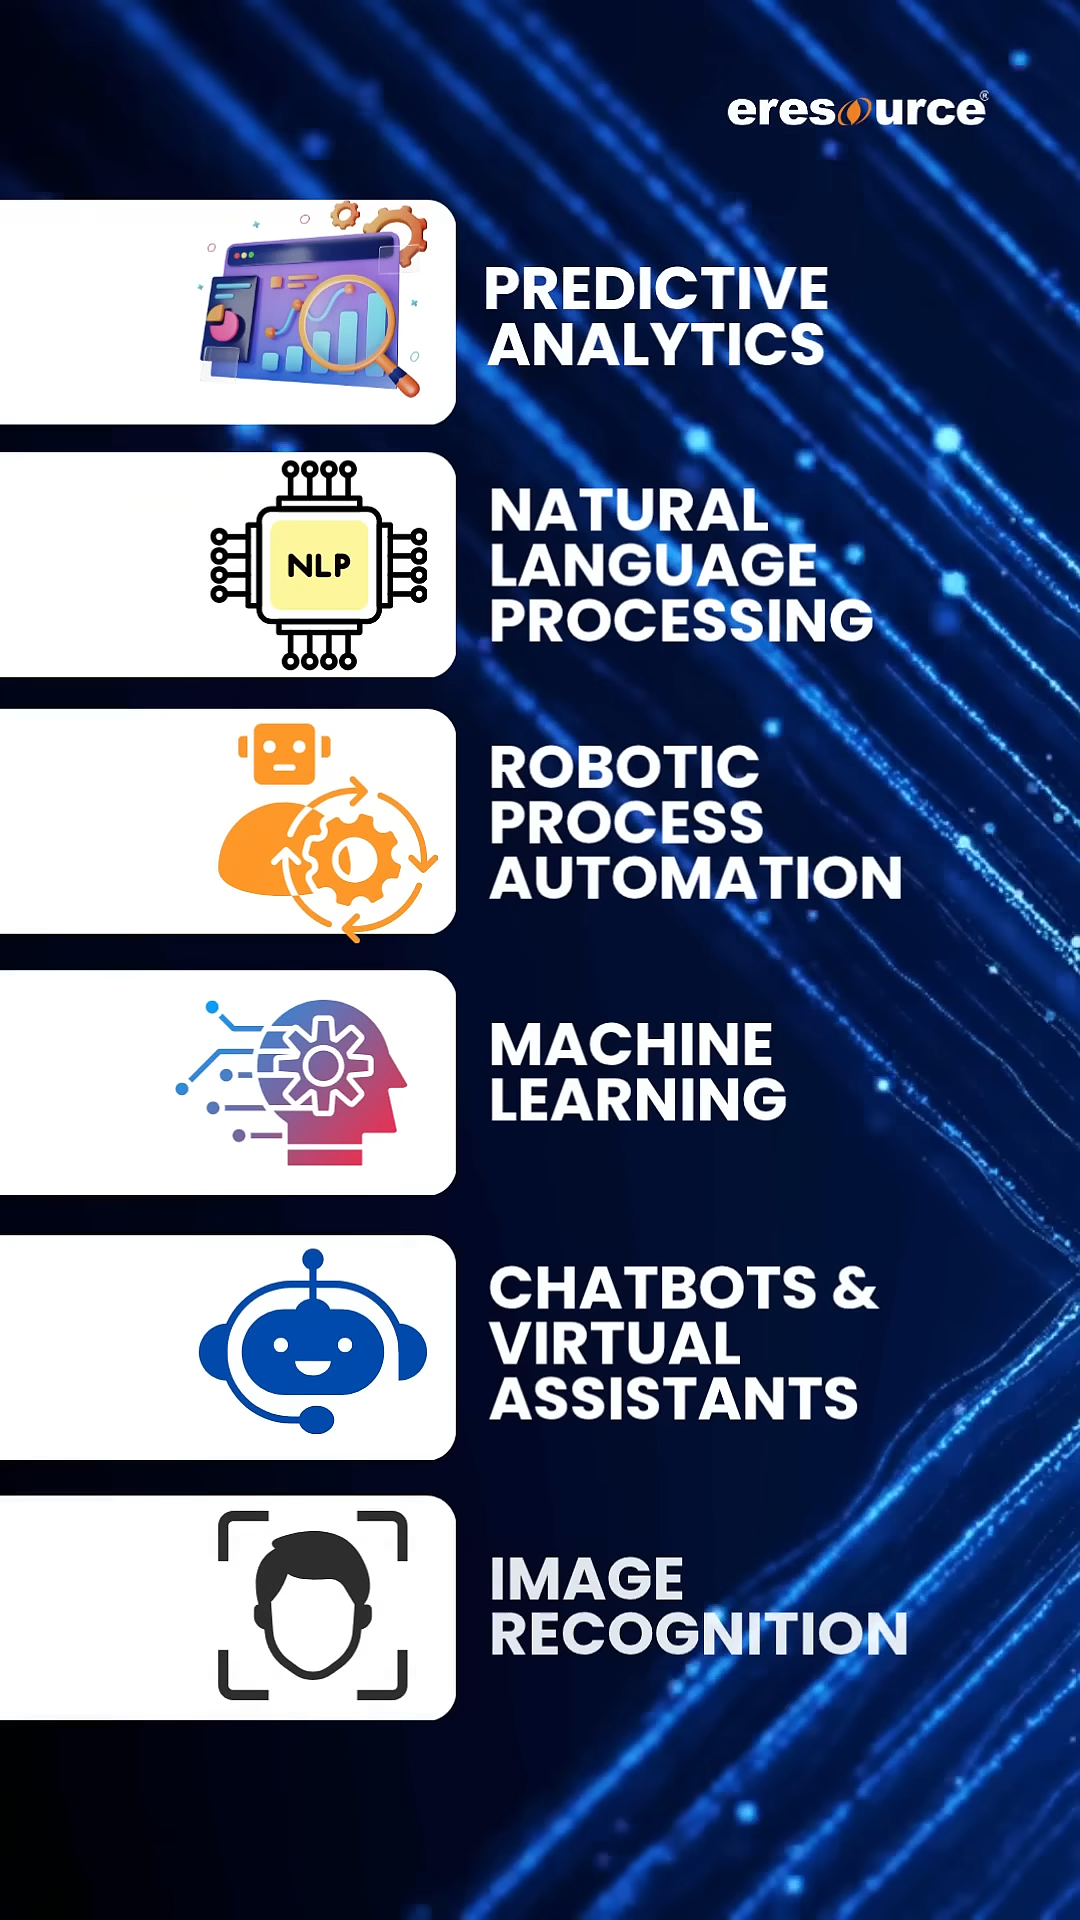 eresource®
PREDICTIVE
ANALYTICS
NLP
NATURAL
LANGUAGE
PROCESSING
ROBOTIC
PROCESS
AUTOMATION
MACHINE
LEARNING
CHATBOTS &
VIRTUAL
ASSISTANTS
IMAGE
RECOGNITION